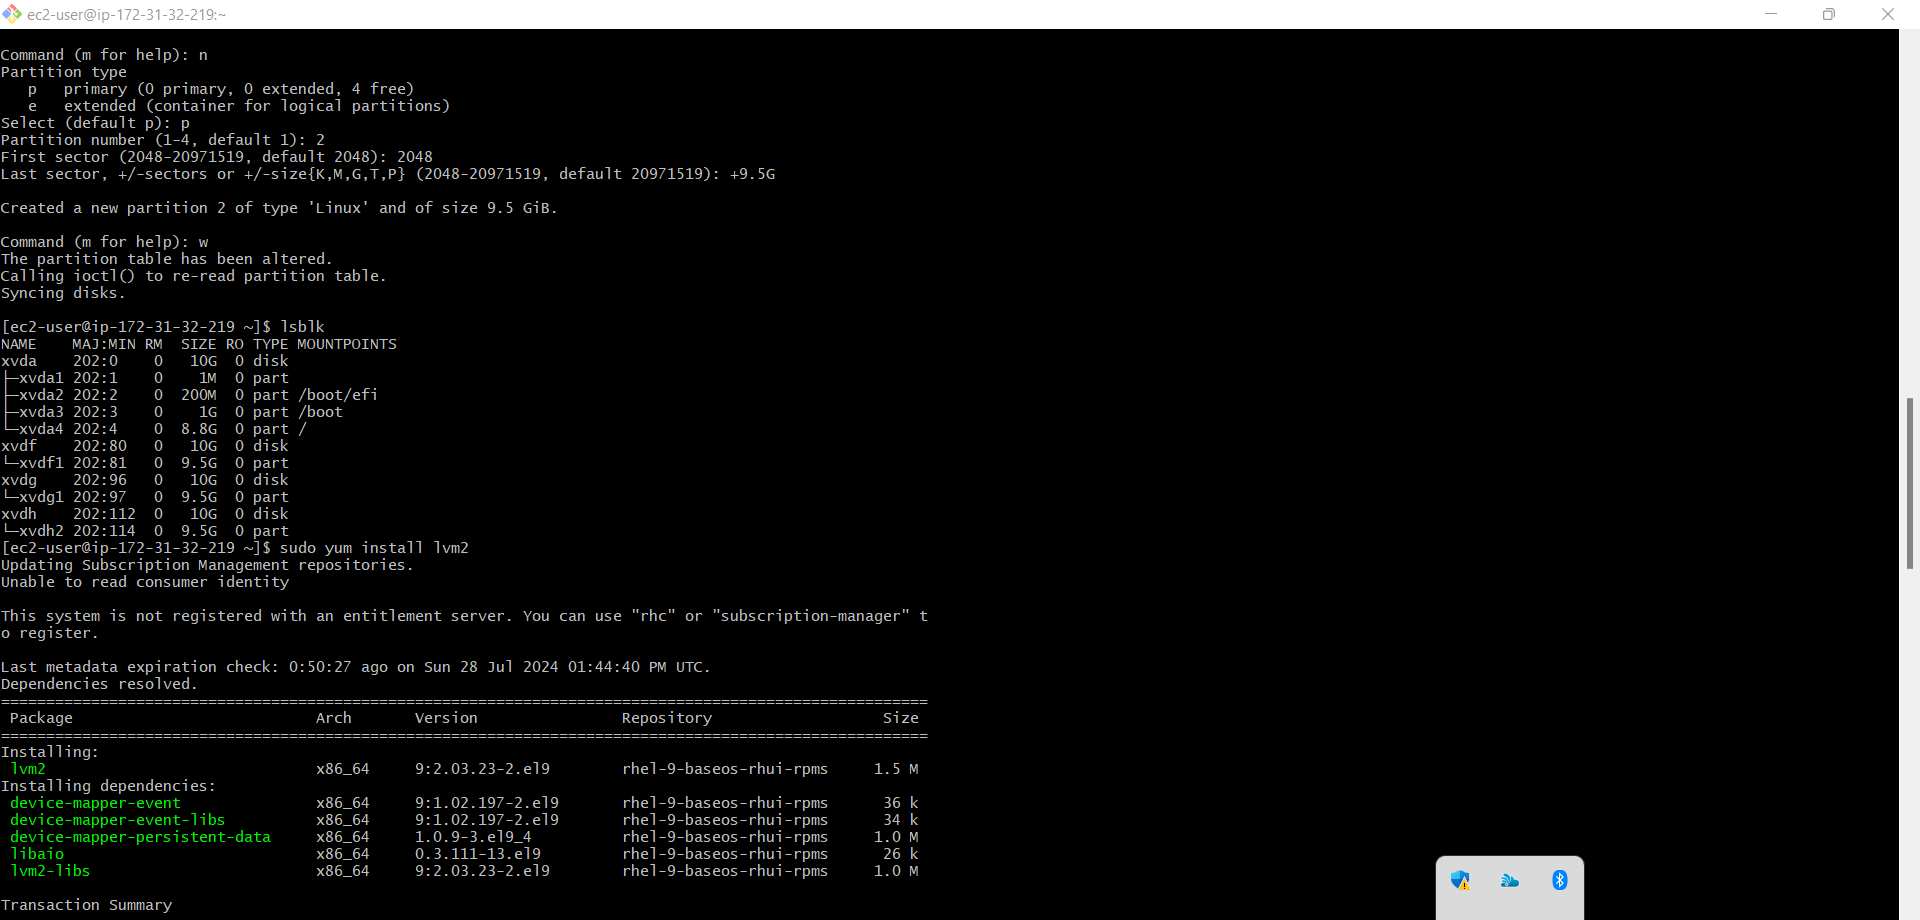 ec2-user@ip-172-31-32-219:~
Command (m for help): n
Partition type
   p   primary (0 primary, 0 extended, 4 free)
   e   extended (container for logical partitions)
Select (default p): p
Partition number (1-4, default 1): 2
First sector (2048-20971519, default 2048): 2048
Last sector, +/-sectors or +/-size{K,M,G,T,P} (2048-20971519, default 20971519): +9.5G
Created a new partition 2 of type 'Linux' and of size 9.5 GiB.
Command (m for help): w
The partition table has been altered.
Calling ioctl() to re-read partition table.
Syncing disks.
[ec2-user@ip-172-31-32-219 ~]$ lsblk
NAME    MAJ:MIN RM  SIZE RO TYPE MOUNTPOINTS
xvda    202:0    0   10G  0 disk
├─xvda1 202:1    0    1M  0 part
├─xvda2 202:2    0  200M  0 part /boot/efi
├─xvda3 202:3    0    1G  0 part /boot
└─xvda4 202:4    0  8.8G  0 part /
xvdf    202:80   0   10G  0 disk
└─xvdf1 202:81   0  9.5G  0 part
xvdg    202:96   0   10G  0 disk
└─xvdg1 202:97   0  9.5G  0 part
xvdh    202:112  0   10G  0 disk
└─xvdh2 202:114  0  9.5G  0 part
[ec2-user@ip-172-31-32-219 ~]$ sudo yum install lvm2
Updating Subscription Management repositories.
Unable to read consumer identity
This system is not registered with an entitlement server. You can use "rhc" or "subscription-manager" t
o register.
Last metadata expiration check: 0:50:27 ago on Sun 28 Jul 2024 01:44:40 PM UTC.
Dependencies resolved.
Package                           Arch       Version                Repository                   Size
Installing:
 lvm2                              x86_64     9:2.03.23-2.el9        rhel-9-baseos-rhui-rpms     1.5 M
Installing dependencies:
 device-mapper-event               x86_64     9:1.02.197-2.el9       rhel-9-baseos-rhui-rpms      36 k
 device-mapper-event-libs          x86_64     9:1.02.197-2.el9       rhel-9-baseos-rhui-rpms      34 k
 device-mapper-persistent-data     x86_64     1.0.9-3.el9_4          rhel-9-baseos-rhui-rpms     1.0 M
 libaio                            x86_64     0.3.111-13.el9         rhel-9-baseos-rhui-rpms      26 k
 lvm2-libs                         x86_64     9:2.03.23-2.el9        rhel-9-baseos-rhui-rpms     1.0 M
Transaction Summary